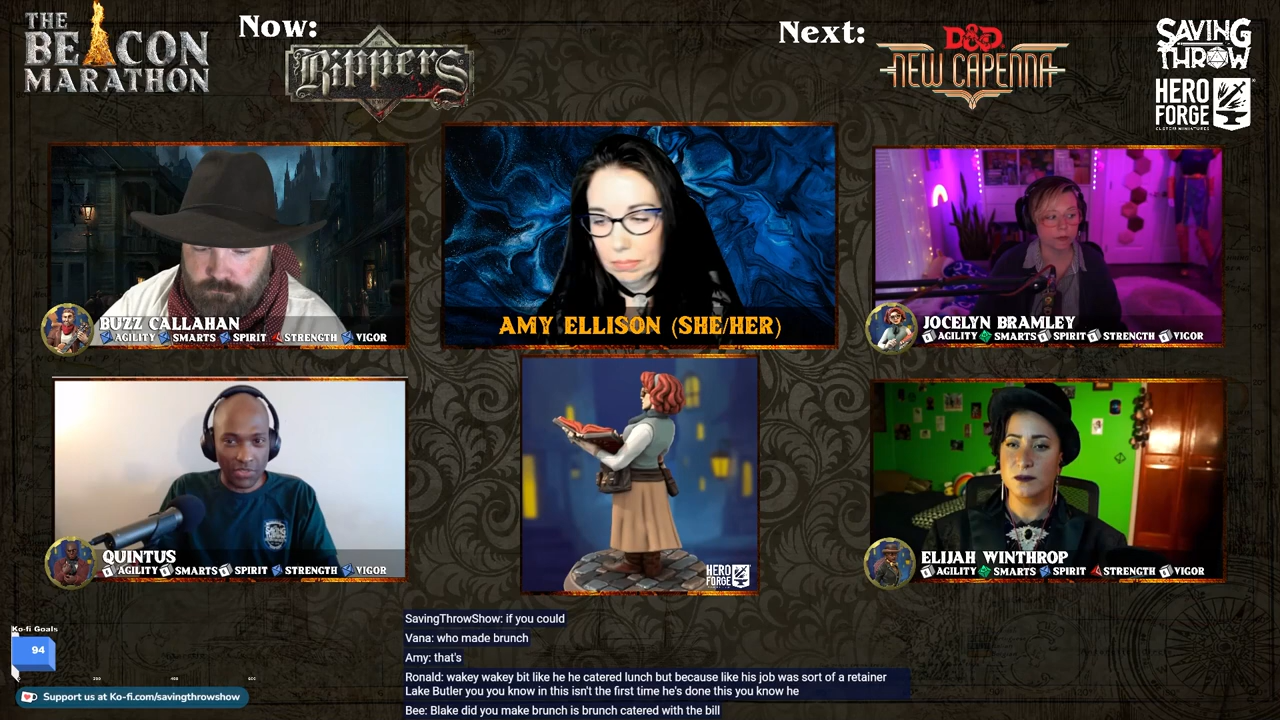 THE
BEACON
MARATHON
Now:
Rippers
Next:
D&D
NEW CAPENNA
SAVING
THROW
HERO
FORGE
CUSTOM MINIATURES
BUZZ CALLAHAN
AGILITY SMARTS SPIRIT STRENGTH VIGOR
AMY ELLISON (SHE/HER)
JOCELYN BRAMLEY
AGILITY SMARTS SPIRIT STRENGTH VIGOR
QUINTUS
AGILITY SMARTS SPIRIT STRENGTH VIGOR
HERO
FORGE
ELIJAH WINTHROP
AGILITY SMARTS SPIRIT STRENGTH VIGOR
Ko-fi Goals
94
Support us at Ko-fi.com/savingthrowshow
SavingThrowShow: if you could
Vana: who made brunch
Amy: that's
Ronald: wakey wakey bit like he he catered lunch but because like his job was sort of a retainer
Lake Butler you you know in this isn't the first time he's done this you know he
Bee: Blake did you make brunch is brunch catered with the bill